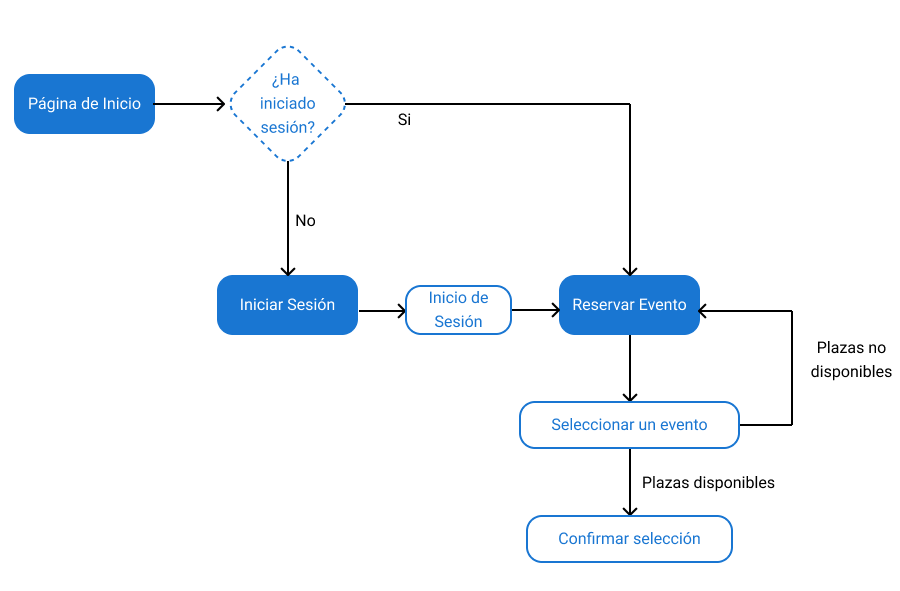 ¿Ha
iniciado
sesión?
Página de Inicio
Si
No
Iniciar Sesión
Inicio de
Sesión
Reservar Evento
Plazas no
disponibles
Seleccionar un evento
Plazas disponibles
Confirmar selección